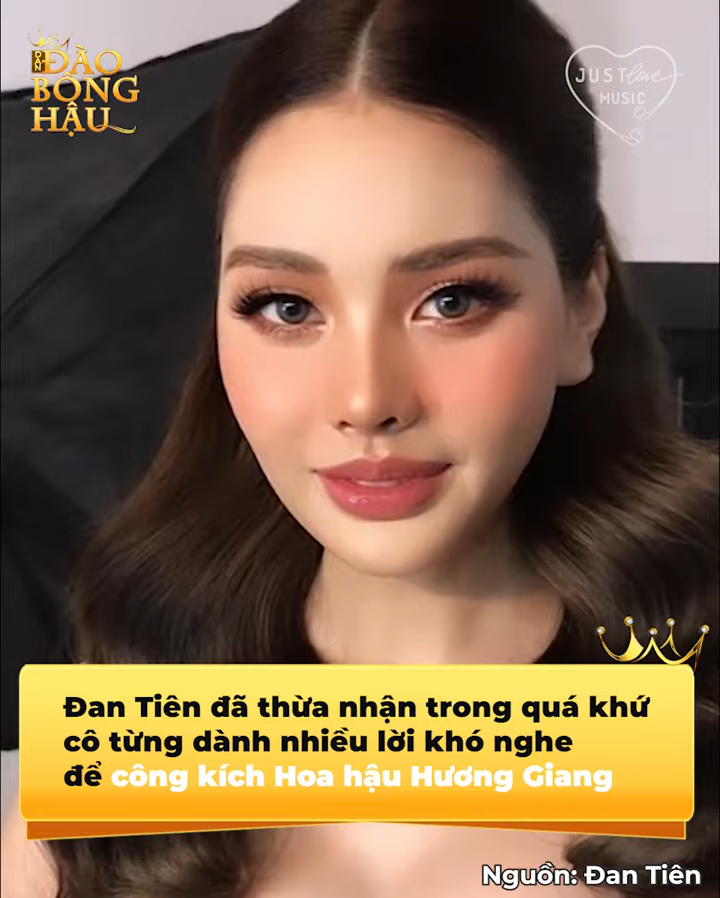 DÀN
ĐÀO
BÔNG
HẬU
JUST love
MUSIC
Đan Tiên đã thừa nhận trong quá khứ
cô từng dành nhiều lời khó nghe
để công kích Hoa hậu Hương Giang
Nguồn: Đan Tiên